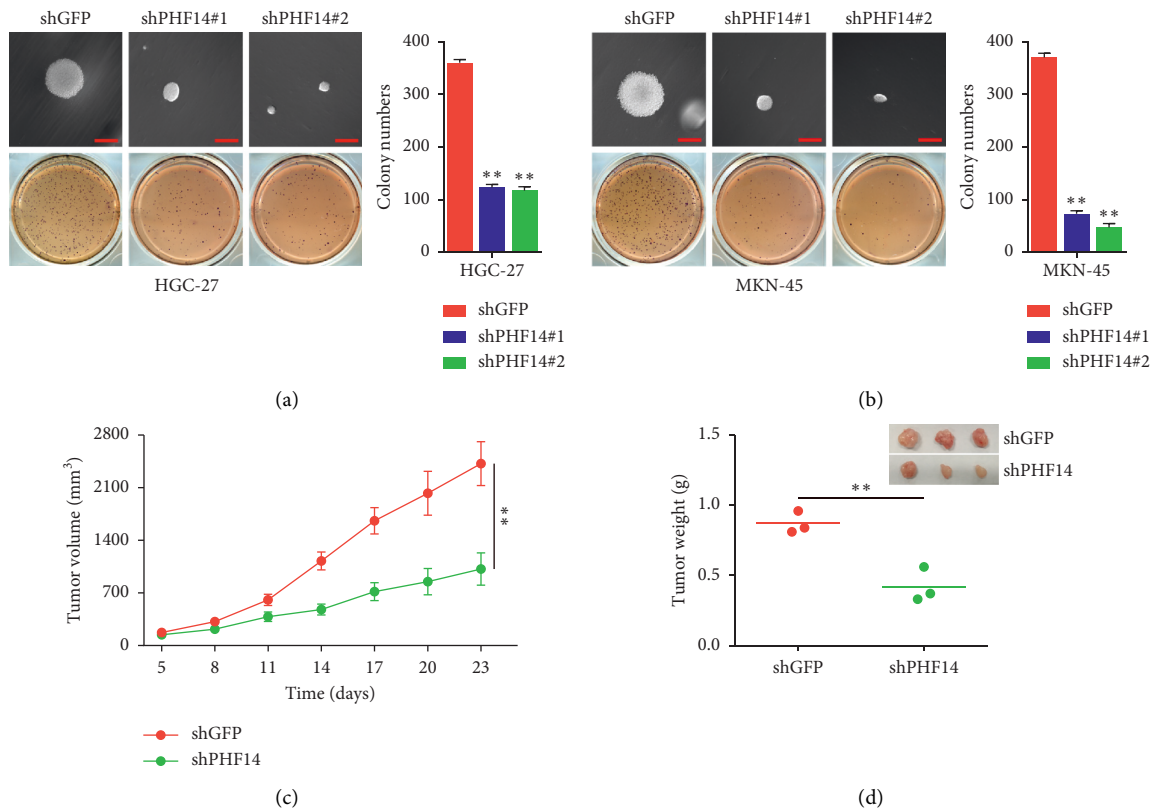 shGFP shPHF14#1 shPHF14#2
400
300
200
100
0
Colony numbers
** **
HGC-27
HGC-27
shGFP
shPHF14#1
shPHF14#2
(a)
shGFP shPHF14#1 shPHF14#2
400
300
200
100
0
Colony numbers
**
**
MKN-45
MKN-45
shGFP
shPHF14#1
shPHF14#2
(b)
2800
2100
1400
700
0
Tumor volume (mm³)
**
5 8 11 14 17 20 23
Time (days)
shGFP
shPHF14
(c)
1.5
1.0
0.5
0.0
Tumor weight (g)
shGFP
shPHF14
**
shGFP shPHF14
(d)